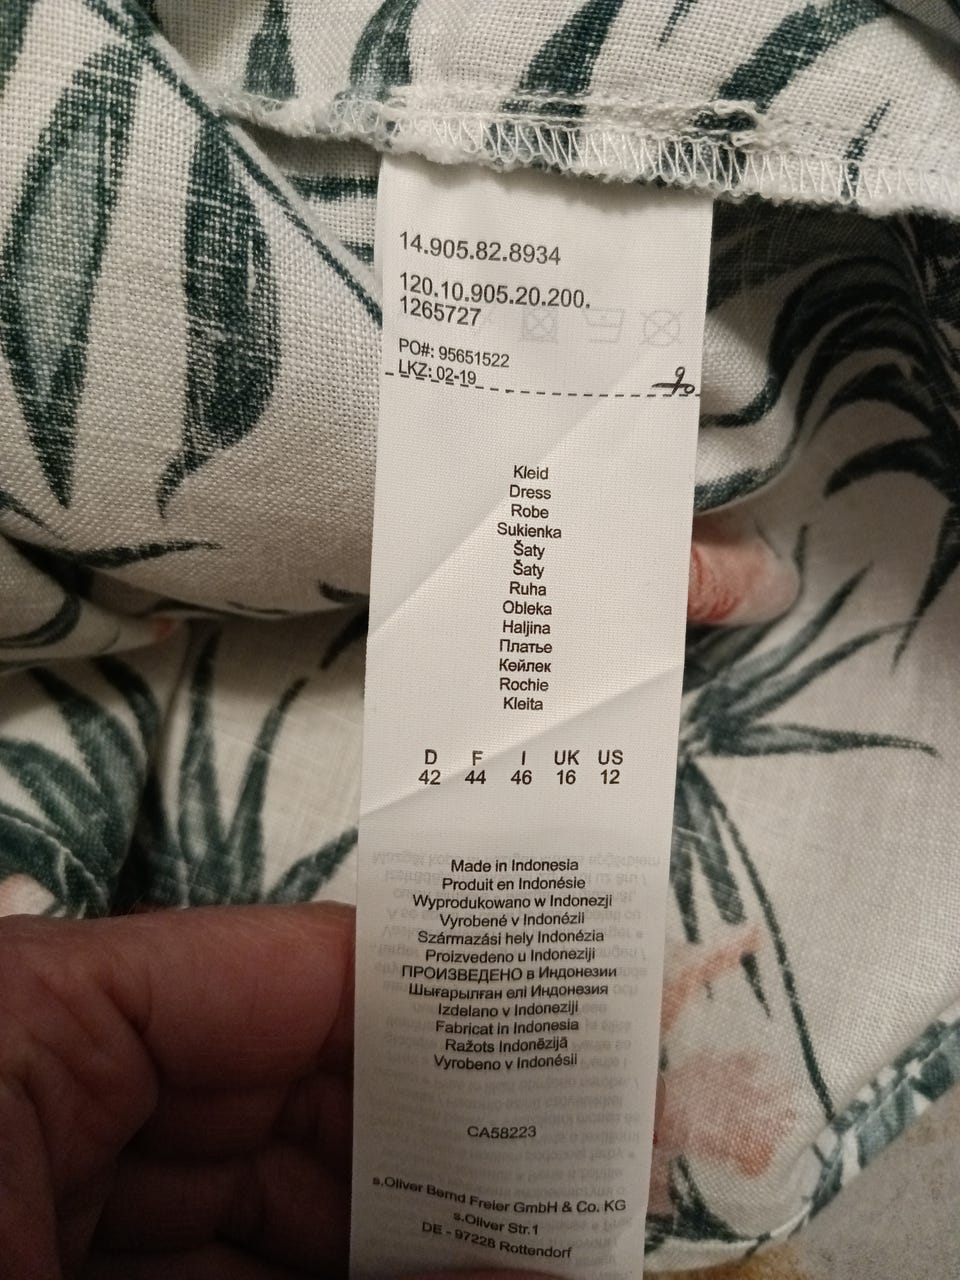 14.905.82.8934
120.10.905.20.200.
1265727
PO#: 95651522
LKZ: 02-19
Kleid
Dress
Robe
Sukienka
Šaty
Šaty
Ruha
Obleka
Haljina
Платье
Көйлек
Rochie
Kleita
D F I UK US
42 44 46 16 12
Made in Indonesia
Produit en Indonésie
Wyprodukowano w Indonezji
Vyrobené v Indonézii
Származási hely Indonézia
Proizvedeno u Indoneziji
ПРОИЗВЕДЕНО в Индонезии
Шығарылған елі Индонезия
Izdelano v Indoneziji
Fabricat in Indonesia
Ražots Indonēzijā
Vyrobeno v Indonésii
CA58223
s.Oliver Bernd Freier GmbH & Co. KG
s.Oliver Str.1
DE - 97228 Rottendorf